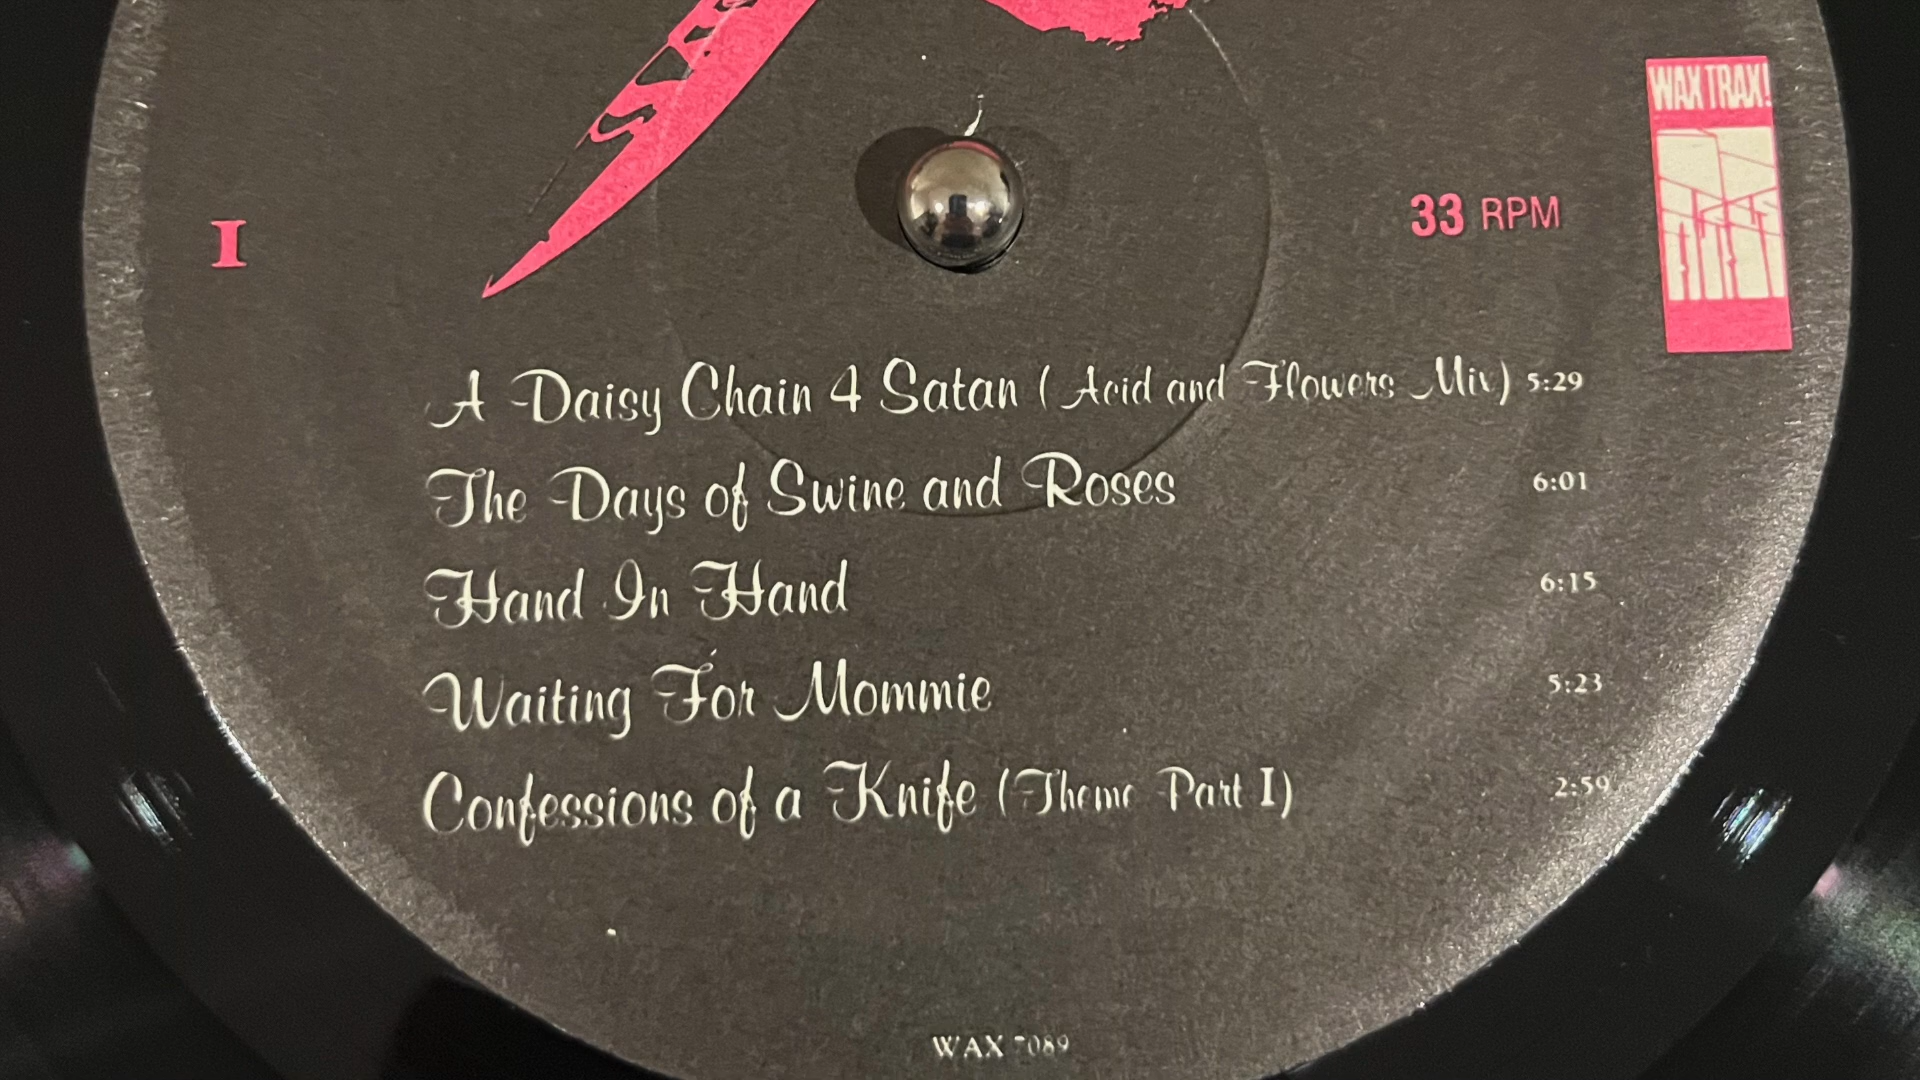 WAX TRAX!
33 RPM
I
A Daisy Chain 4 Satan (Acid and Flowers Mix) 5:29
The Days of Swine and Roses 6:01
Hand In Hand 6:15
Waiting For Mommie 5:23
Confessions of a Knife (Theme Part I) 2:59
WAX 7089